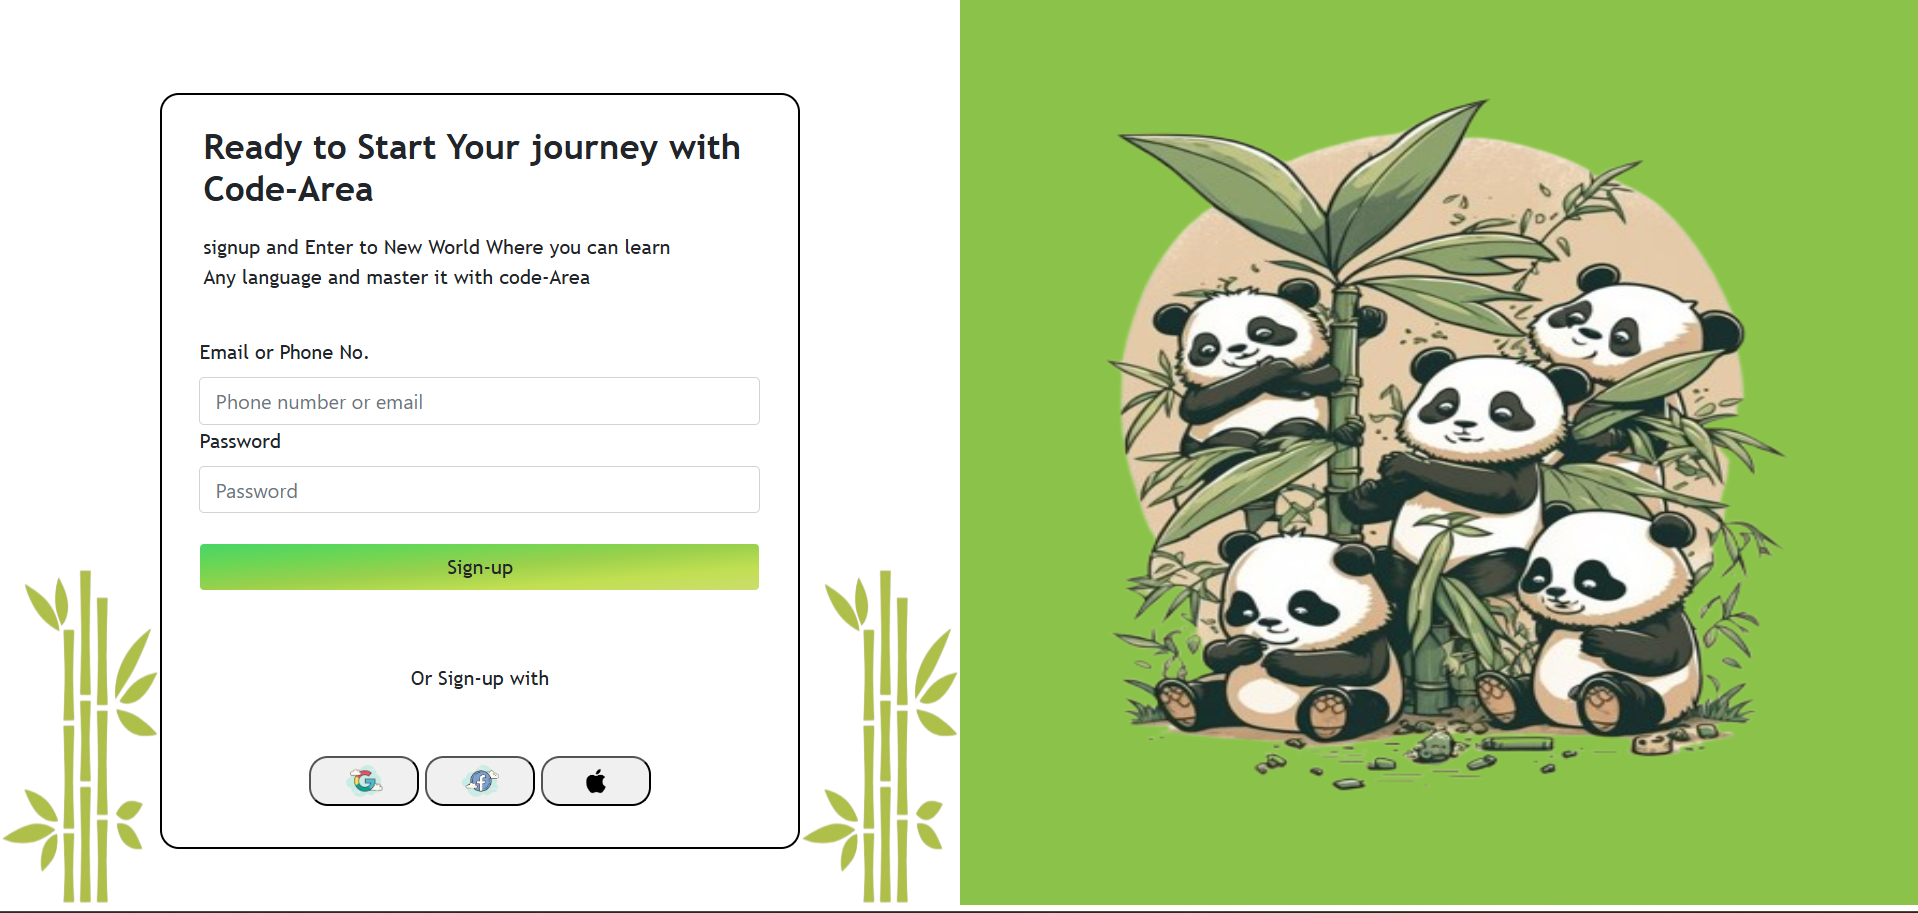 Ready to Start Your journey with
Code-Area
signup and Enter to New World Where you can learn
Any language and master it with code-Area
Email or Phone No.
Phone number or email
Password
Password
Sign-up
Or Sign-up with